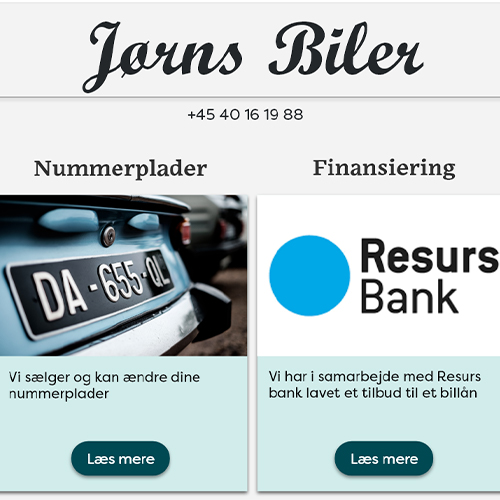 Jørns Biler
+45 40 16 19 88
Nummerplader
Finansiering
DA-655-QL
Resurs
Bank
Vi sælger og kan ændre dine
nummerplader
Vi har i samarbejde med Resurs
bank lavet et tilbud til et billån
Læs mere
Læs mere